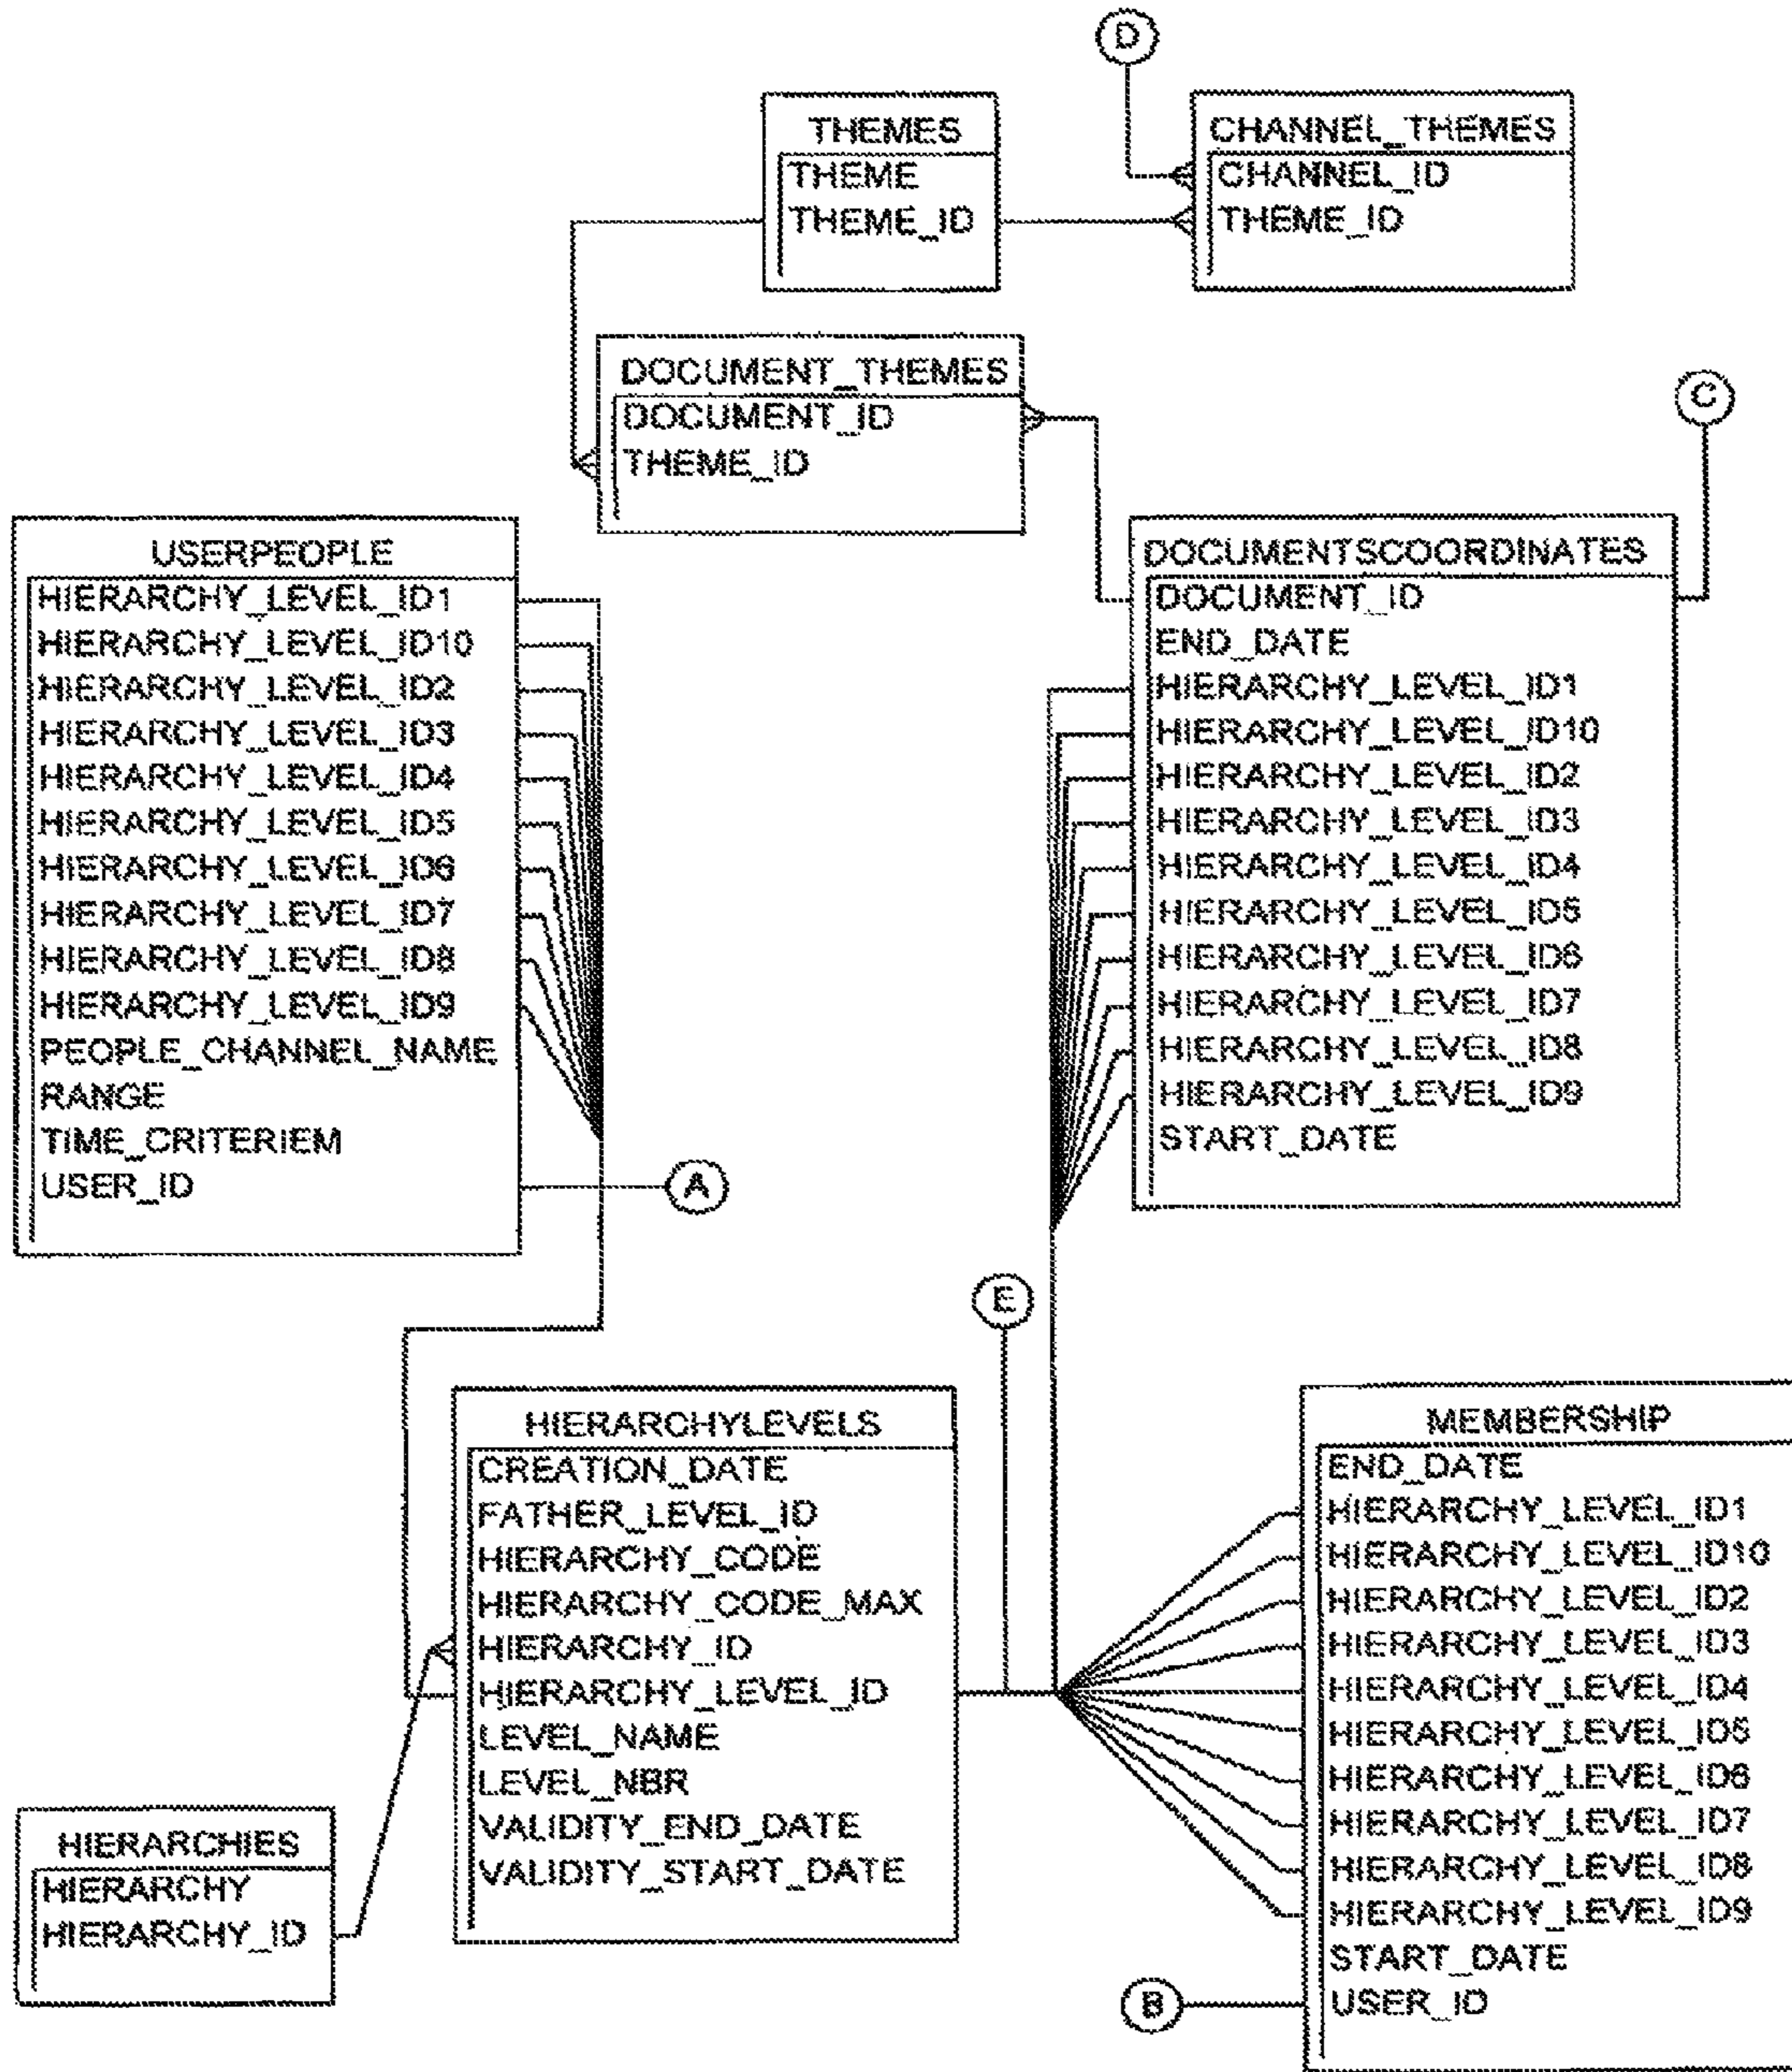 D
THEMES
THEME
THEME_ID
CHANNEL_THEMES
CHANNEL_ID
THEME_ID
DOCUMENT_THEMES
DOCUMENT_ID
THEME_ID
C
USERPEOPLE
HIERARCHY_LEVEL_ID1
HIERARCHY_LEVEL_ID10
HIERARCHY_LEVEL_ID2
HIERARCHY_LEVEL_ID3
HIERARCHY_LEVEL_ID4
HIERARCHY_LEVEL_ID5
HIERARCHY_LEVEL_ID6
HIERARCHY_LEVEL_ID7
HIERARCHY_LEVEL_ID8
HIERARCHY_LEVEL_ID9
PEOPLE_CHANNEL_NAME
RANGE
TIME_CRITERIEM
USER_ID
A
DOCUMENTSCOORDINATES
DOCUMENT_ID
END_DATE
HIERARCHY_LEVEL_ID1
HIERARCHY_LEVEL_ID10
HIERARCHY_LEVEL_ID2
HIERARCHY_LEVEL_ID3
HIERARCHY_LEVEL_ID4
HIERARCHY_LEVEL_ID5
HIERARCHY_LEVEL_ID6
HIERARCHY_LEVEL_ID7
HIERARCHY_LEVEL_ID8
HIERARCHY_LEVEL_ID9
START_DATE
E
HIERARCHYLEVELS
CREATION_DATE
FATHER_LEVEL_ID
HIERARCHY_CODE
HIERARCHY_CODE_MAX
HIERARCHY_ID
HIERARCHY_LEVEL_ID
LEVEL_NAME
LEVEL_NBR
VALIDITY_END_DATE
VALIDITY_START_DATE
MEMBERSHIP
END_DATE
HIERARCHY_LEVEL_ID1
HIERARCHY_LEVEL_ID10
HIERARCHY_LEVEL_ID2
HIERARCHY_LEVEL_ID3
HIERARCHY_LEVEL_ID4
HIERARCHY_LEVEL_ID5
HIERARCHY_LEVEL_ID6
HIERARCHY_LEVEL_ID7
HIERARCHY_LEVEL_ID8
HIERARCHY_LEVEL_ID9
START_DATE
USER_ID
B
HIERARCHIES
HIERARCHY
HIERARCHY_ID